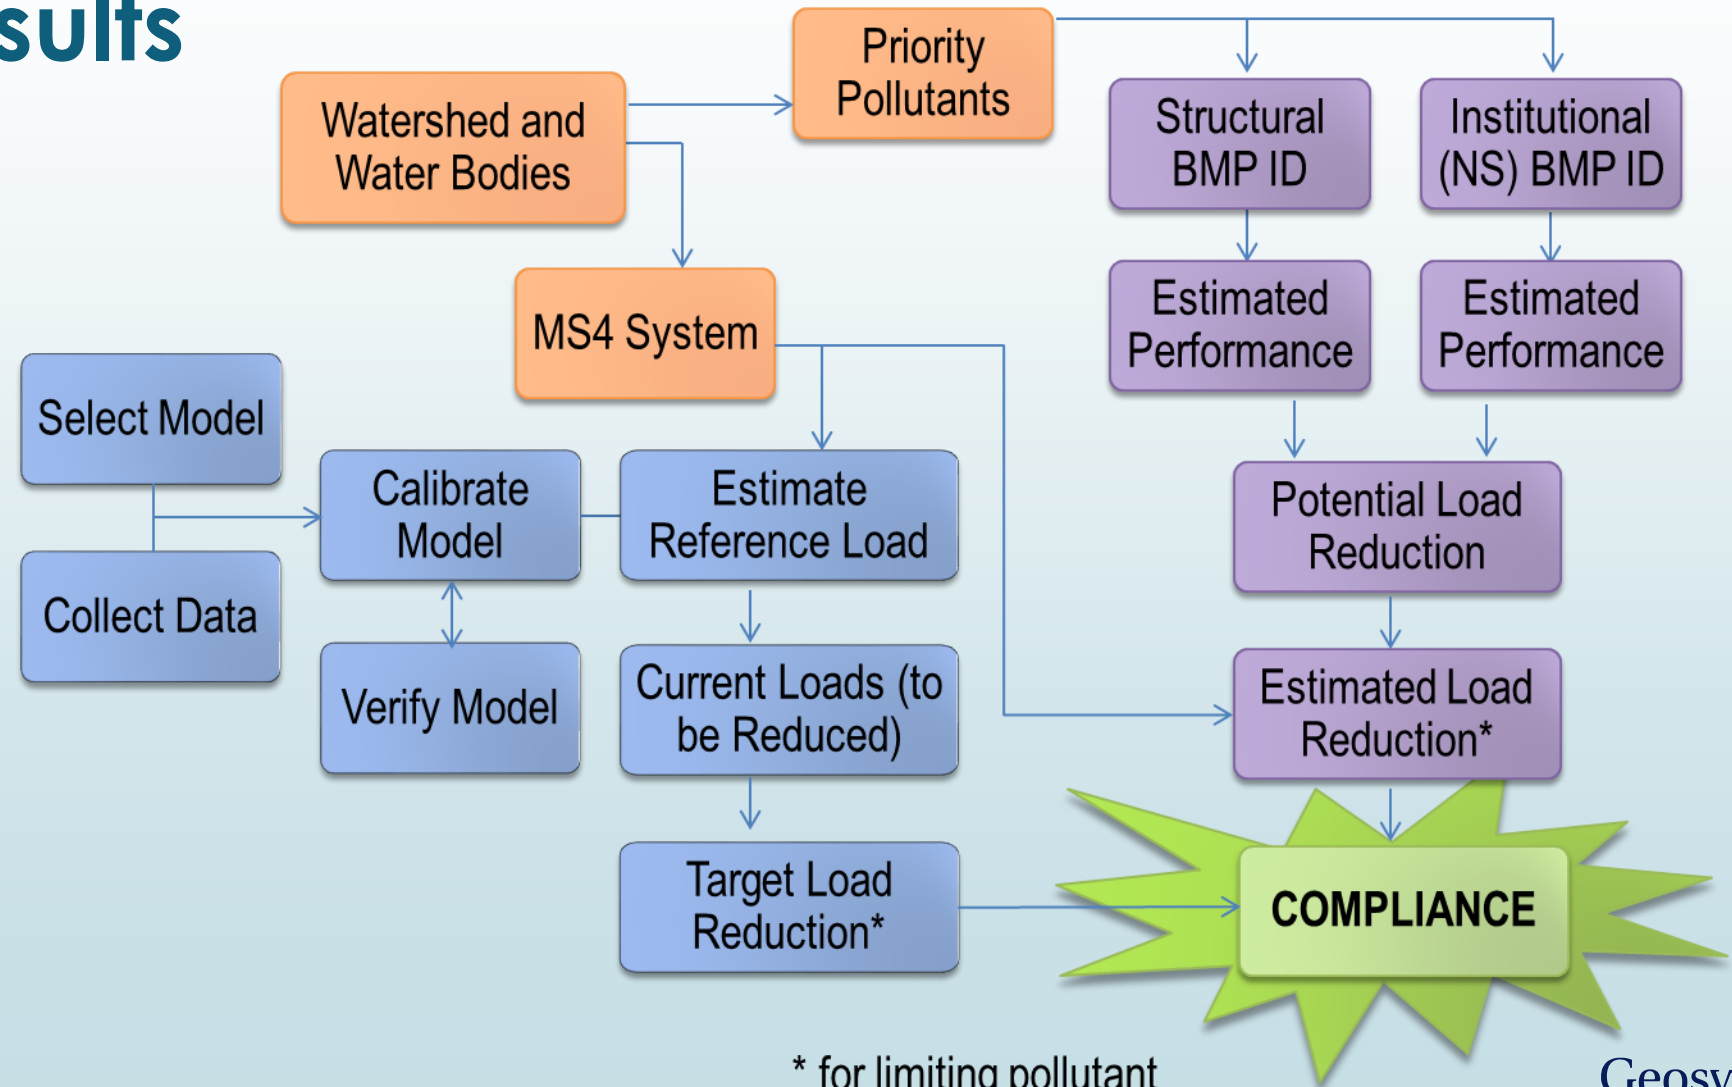 sults
Priority
Pollutants
Watershed and
Water Bodies
Structural
BMP ID
Institutional
(NS) BMP ID
MS4 System
Estimated
Performance
Estimated
Performance
Select Model
Calibrate
Model
Estimate
Reference Load
Potential Load
Reduction
Collect Data
Verify Model
Current Loads (to
be Reduced)
Estimated Load
Reduction*
Target Load
Reduction*
COMPLIANCE
* for limiting pollutant